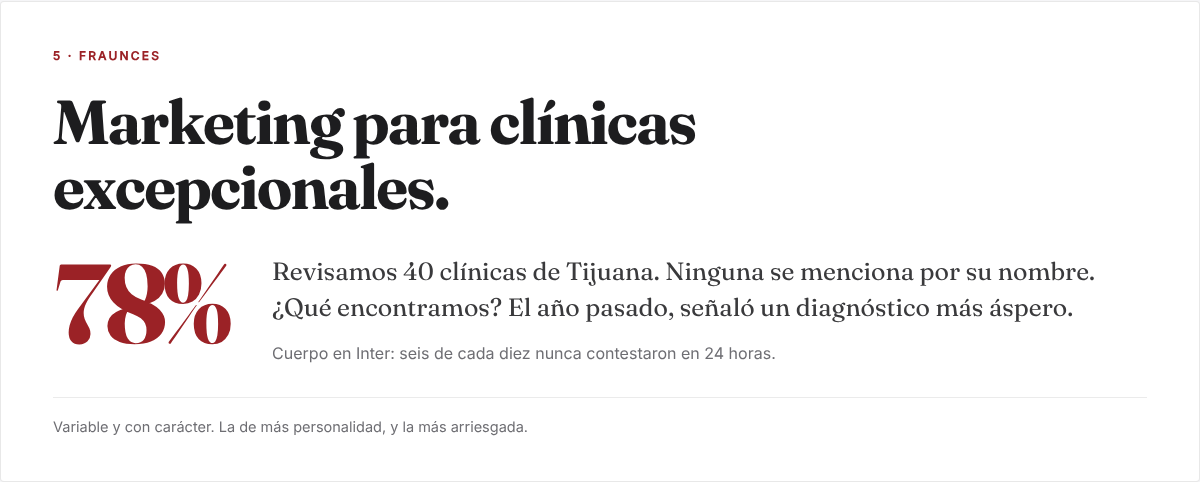 5 · FRAUNCES
Marketing para clínicas
excepcionales.
78%
Revisamos 40 clínicas de Tijuana. Ninguna se menciona por su nombre.
¿Qué encontramos? El año pasado, señaló un diagnóstico más áspero.
Cuerpo en Inter: seis de cada diez nunca contestaron en 24 horas.
Variable y con carácter. La de más personalidad, y la más arriesgada.